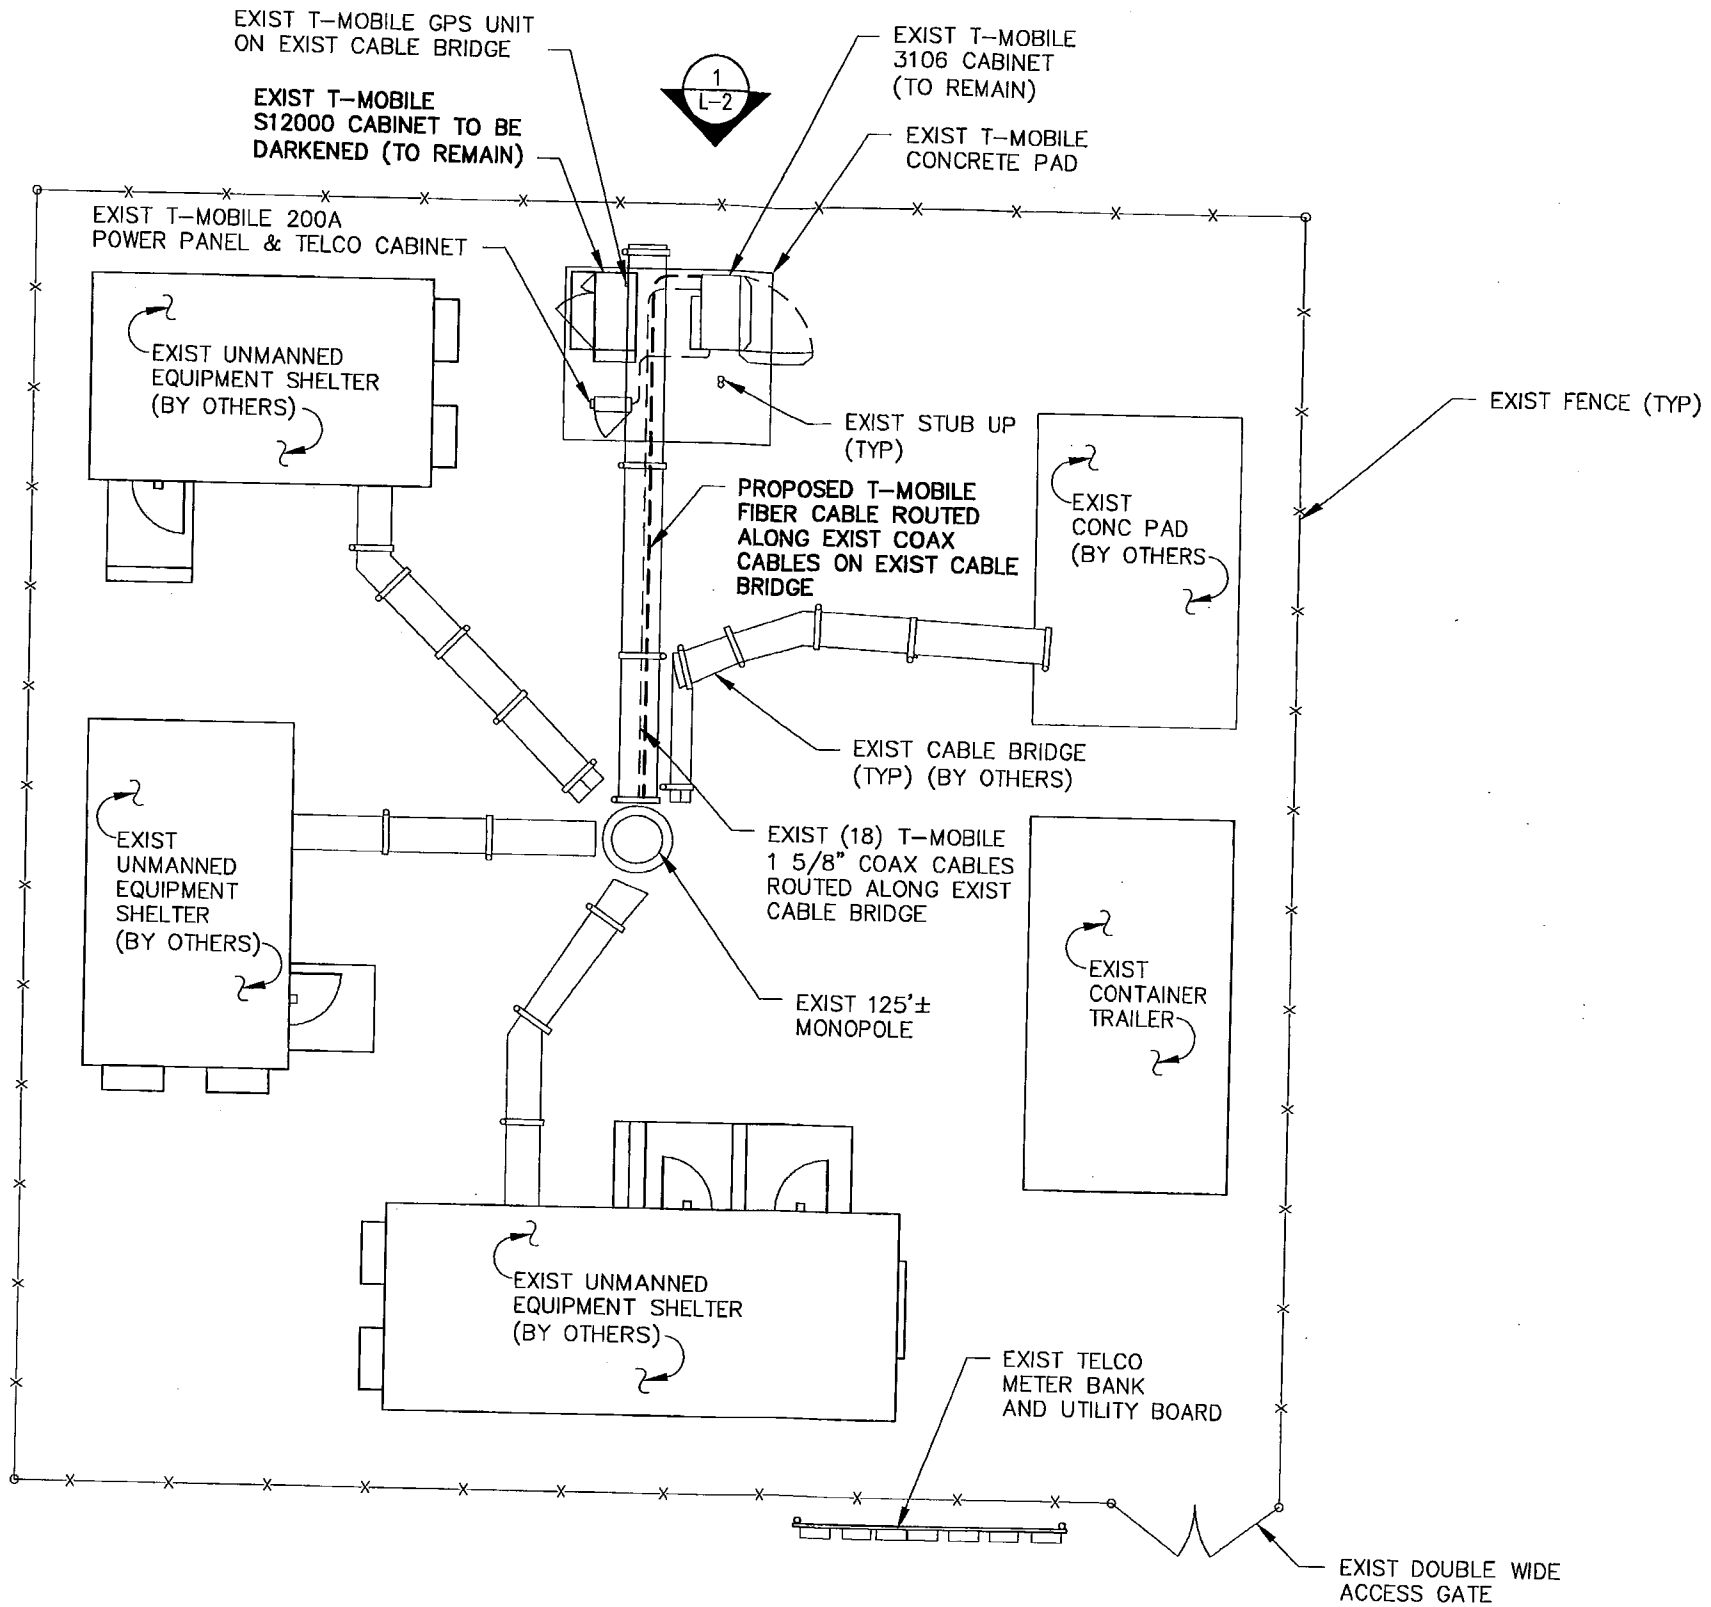 EXIST T-MOBILE GPS UNIT
ON EXIST CABLE BRIDGE
EXIST T-MOBILE
S12000 CABINET TO BE
DARKENED (TO REMAIN)
1
L-2
EXIST T-MOBILE
3106 CABINET
(TO REMAIN)
EXIST T-MOBILE
CONCRETE PAD
EXIST T-MOBILE 200A
POWER PANEL & TELCO CABINET
EXIST UNMANNED
EQUIPMENT SHELTER
(BY OTHERS)
EXIST STUB UP
(TYP)
EXIST FENCE (TYP)
PROPOSED T-MOBILE
FIBER CABLE ROUTED
ALONG EXIST COAX
CABLES ON EXIST CABLE
BRIDGE
EXIST
CONC PAD
(BY OTHERS
EXIST CABLE BRIDGE
(TYP) (BY OTHERS)
EXIST
UNMANNED
EQUIPMENT
SHELTER
(BY OTHERS)
EXIST (18) T-MOBILE
1 5/8" COAX CABLES
ROUTED ALONG EXIST
CABLE BRIDGE
EXIST 125'±
MONOPOLE
EXIST
CONTAINER
TRAILER
EXIST UNMANNED
EQUIPMENT SHELTER
(BY OTHERS)
EXIST TELCO
METER BANK
AND UTILITY BOARD
EXIST DOUBLE WIDE
ACCESS GATE